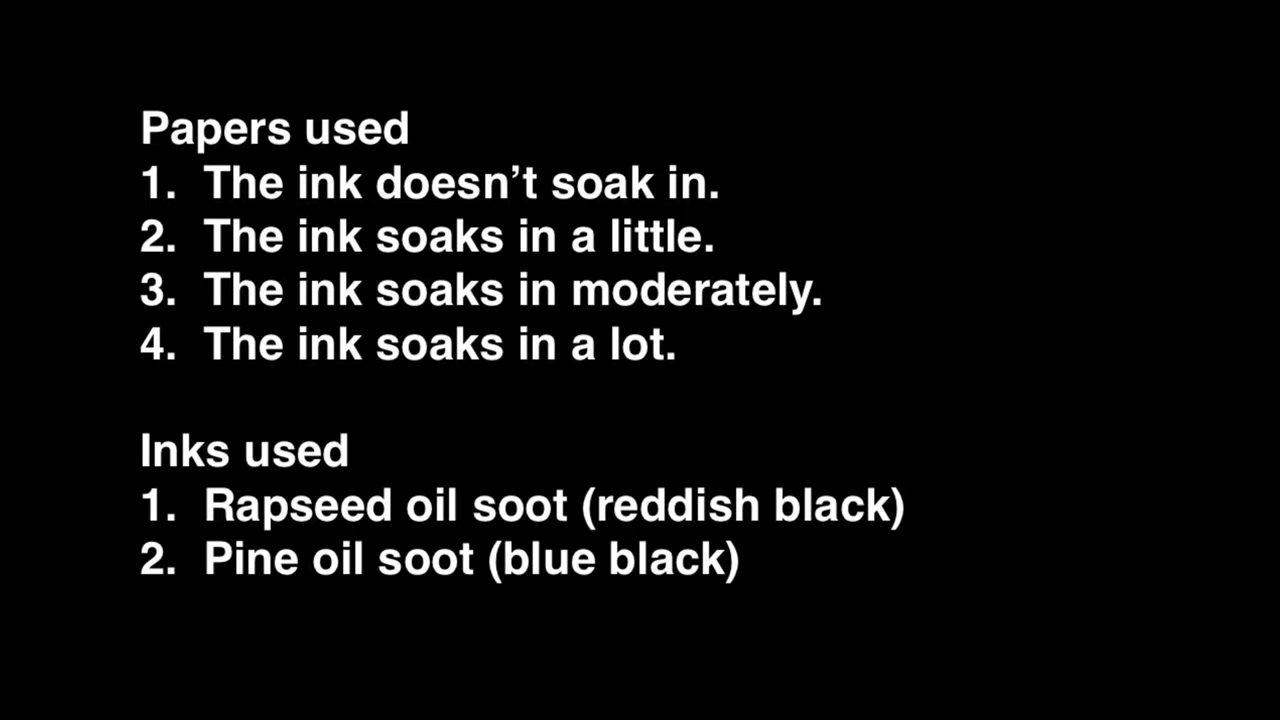 Papers used
1. The ink doesn’t soak in.
2. The ink soaks in a little.
3. The ink soaks in moderately.
4. The ink soaks in a lot.
Inks used
1. Rapseed oil soot (reddish black)
2. Pine oil soot (blue black)